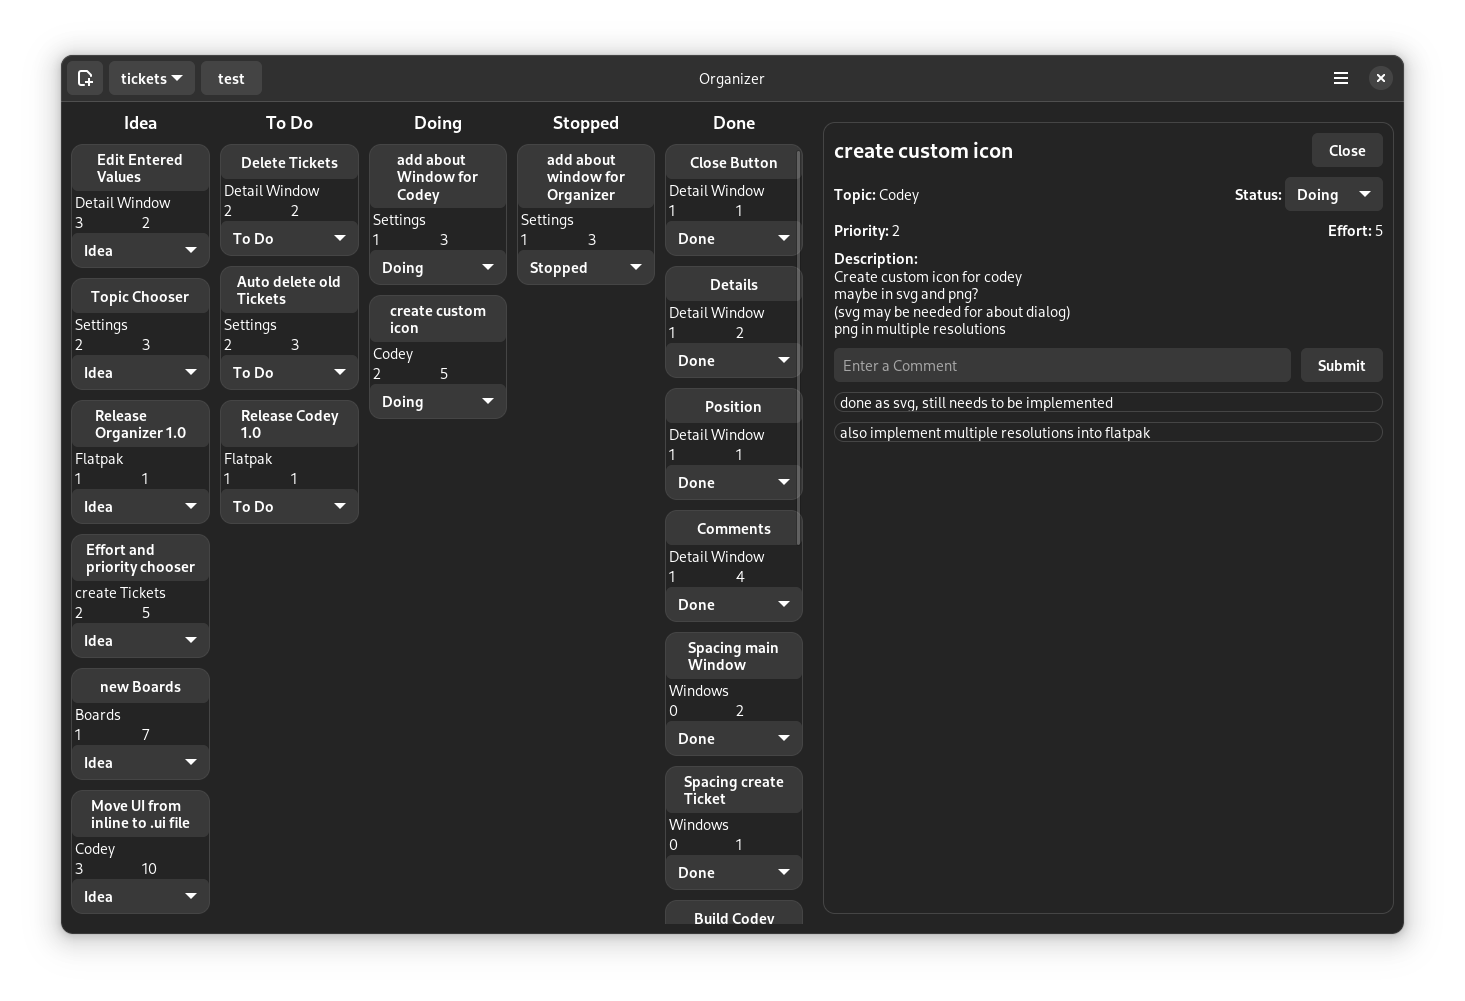 tickets
test
Organizer
Idea
Edit Entered
Values
Detail Window
3 2
Idea
Topic Chooser
Settings
2 3
Idea
Release
Organizer 1.0
Flatpak
1 1
Idea
Effort and
priority chooser
create Tickets
2 5
Idea
new Boards
Boards
1 7
Idea
Move UI from
inline to .ui file
Codey
3 10
Idea
To Do
Delete Tickets
Detail Window
2 2
To Do
Auto delete old
Tickets
Settings
2 3
To Do
Release Codey
1.0
Flatpak
1 1
To Do
Doing
add about
Window for
Codey
Settings
1 3
Doing
create custom
icon
Codey
2 5
Doing
Stopped
add about
window for
Organizer
Settings
1 3
Stopped
Done
Close Button
Detail Window
1 1
Done
Details
Detail Window
1 2
Done
Position
Detail Window
1 1
Done
Comments
Detail Window
1 4
Done
Spacing main
Window
Windows
0 2
Done
Spacing create
Ticket
Windows
0 1
Done
Build Codey
create custom icon
Close
Topic: Codey
Status: Doing
Priority: 2
Effort: 5
Description:
Create custom icon for codey
maybe in svg and png?
(svg may be needed for about dialog)
png in multiple resolutions
Enter a Comment
Submit
done as svg, still needs to be implemented
also implement multiple resolutions into flatpak